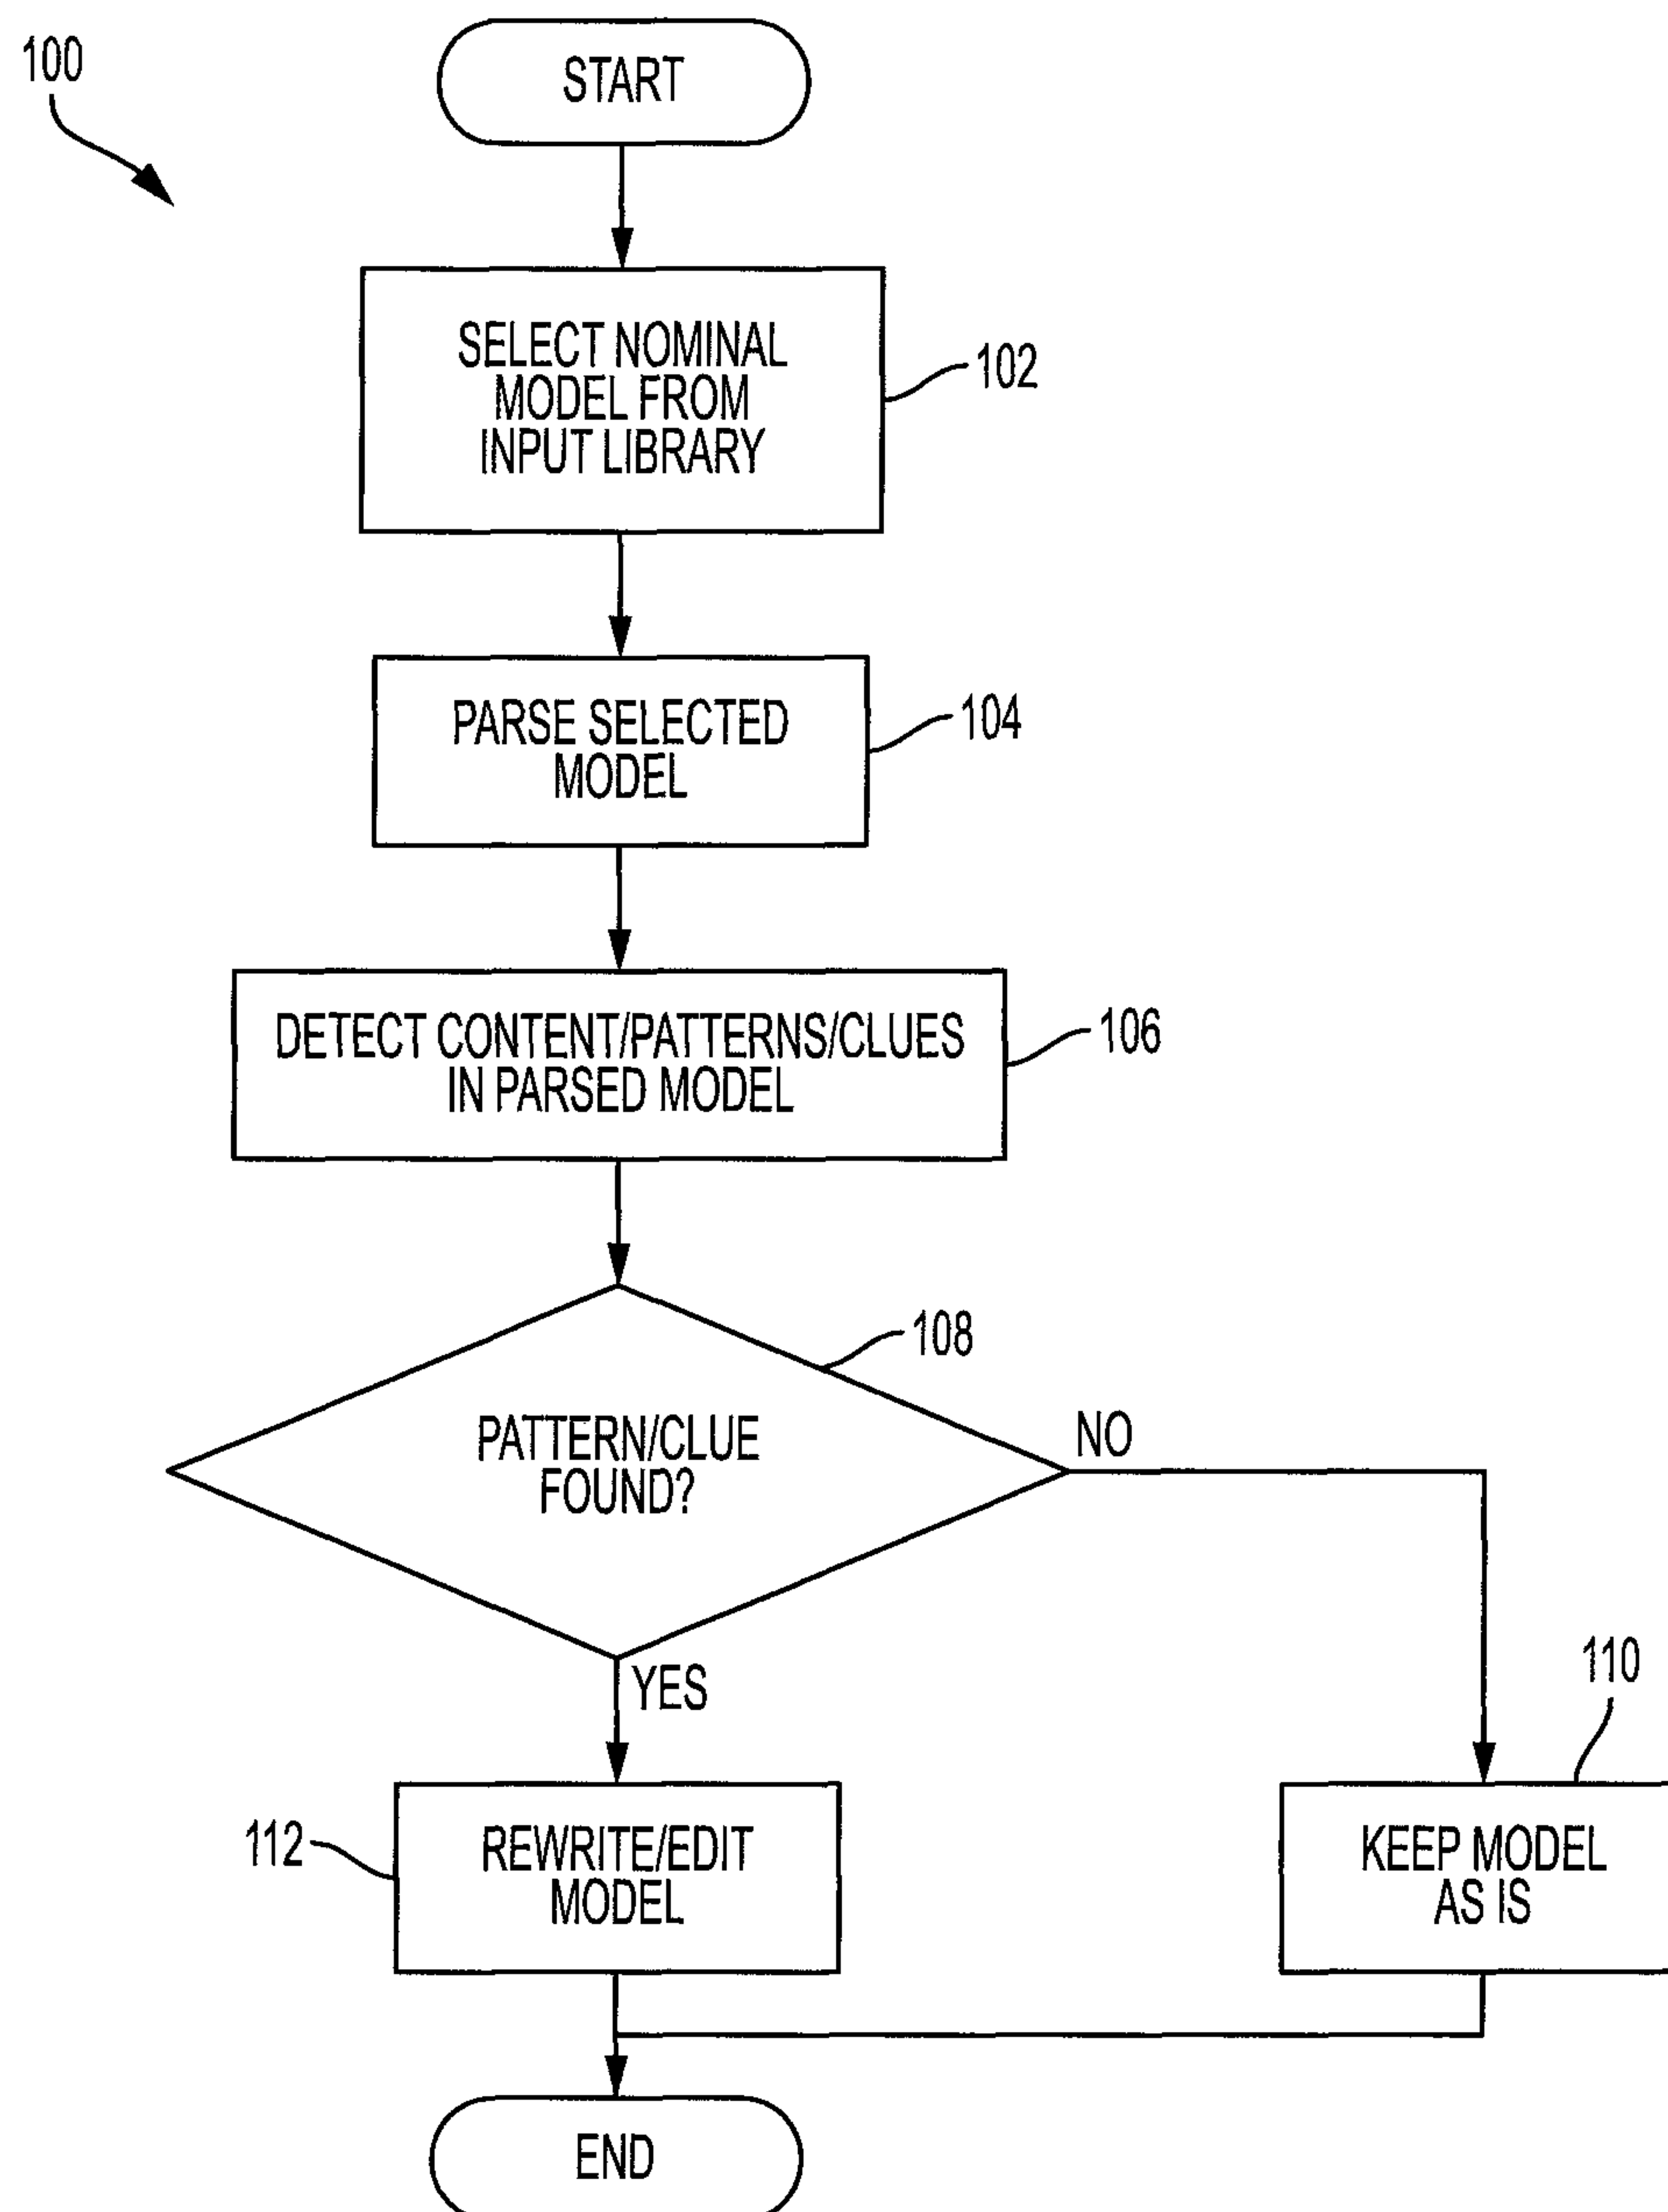 100
START
SELECT NOMINAL
MODEL FROM
INPUT LIBRARY
102
PARSE SELECTED
MODEL
104
DETECT CONTENT/PATTERNS/CLUES
IN PARSED MODEL
106
108
PATTERN/CLUE
FOUND?
NO
YES
110
112
REWRITE/EDIT
MODEL
KEEP MODEL
AS IS
END